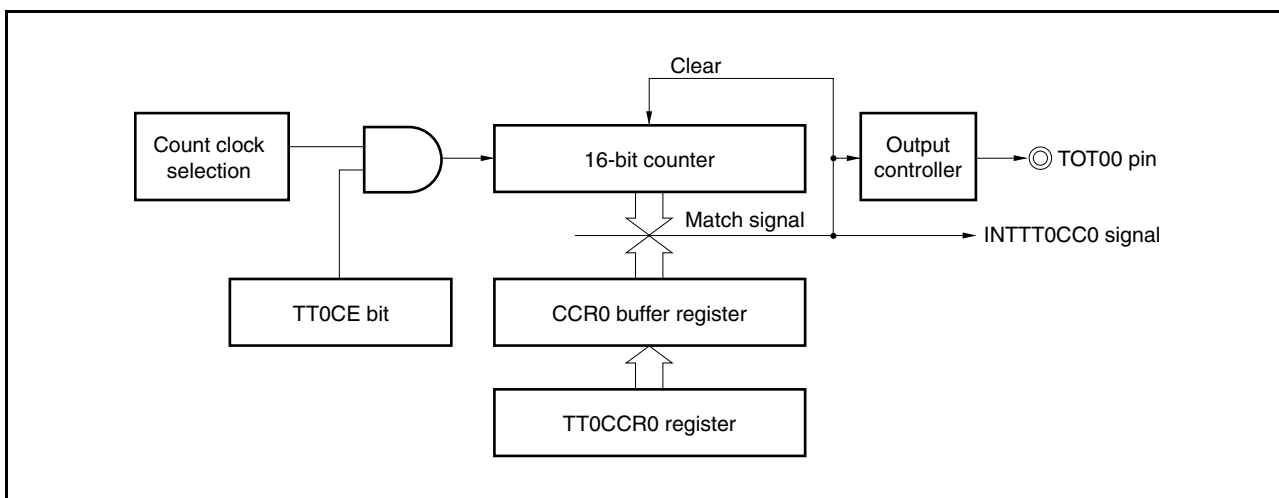 Clear
Count clock
selection
16-bit counter
Output
controller
TOT00 pin
Match signal
INTTT0CC0 signal
TT0CE bit
CCR0 buffer register
TT0CCR0 register